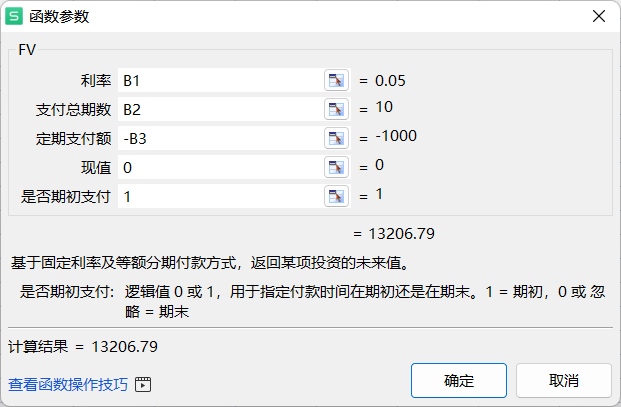 函数参数
FV
利率 B1 = 0.05
支付总期数 B2 = 10
定期支付额 -B3 = -1000
现值 0 = 0
是否期初支付 1 = 1
= 13206.79
基于固定利率及等额分期付款方式，返回某项投资的未来值。
是否期初支付： 逻辑值 0 或 1，用于指定付款时间在期初还是在期末。1 = 期初，0 或 忽
略 = 期末
计算结果 = 13206.79
查看函数操作技巧
确定 取消